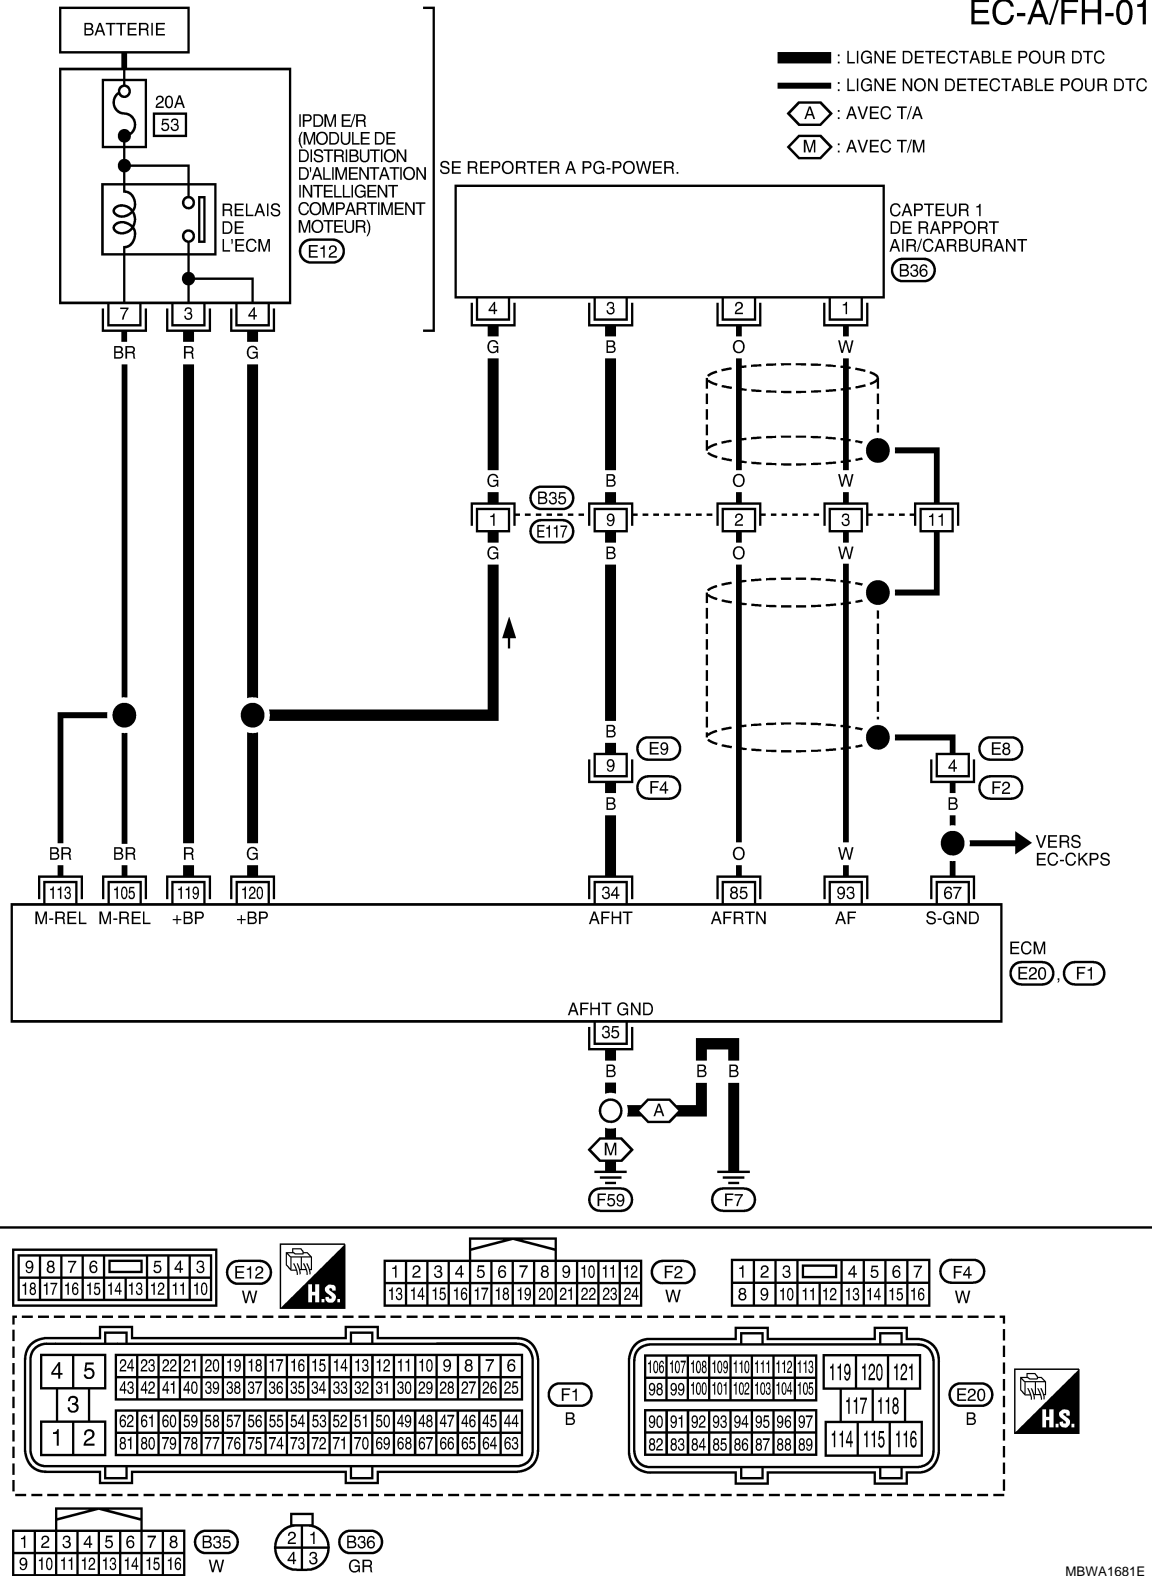 EC-A/FH-01
BATTERIE
: LIGNE DETECTABLE POUR DTC
: LIGNE NON DETECTABLE POUR DTC
A : AVEC T/A
M : AVEC T/M
20A
53
IPDM E/R
(MODULE DE
DISTRIBUTION
D'ALIMENTATION
INTELLIGENT
COMPARTIMENT
MOTEUR)
E12
SE REPORTER A PG-POWER.
RELAIS
DE
L'ECM
CAPTEUR 1
DE RAPPORT
AIR/CARBURANT
B36
7 3 4 4 3 2 1
BR R G G B O W
G B O W
B35
1 9 2 3 11
E117
G B O W
B
E9 E8
9 4
F4 F2
B B
VERS
EC-CKPS
BR BR R G O W
113 105 119 120 34 85 93 67
M-REL M-REL +BP +BP AFHT AFRTN AF S-GND
ECM
E20 , F1
AFHT GND
35
B B B
A
M
F59 F7
9 8 7 6 5 4 3
18 17 16 15 14 13 12 11 10
E12
W
H.S.
1 2 3 4 5 6 7 8 9 10 11 12
13 14 15 16 17 18 19 20 21 22 23 24
F2
W
1 2 3 4 5 6 7
8 9 10 11 12 13 14 15 16
F4
W
4 5
3
1 2
24 23 22 21 20 19 18 17 16 15 14 13 12 11 10 9 8 7 6
43 42 41 40 39 38 37 36 35 34 33 32 31 30 29 28 27 26 25
62 61 60 59 58 57 56 55 54 53 52 51 50 49 48 47 46 45 44
81 80 79 78 77 76 75 74 73 72 71 70 69 68 67 66 65 64 63
F1
B
106 107 108 109 110 111 112 113
98 99 100 101 102 103 104 105
90 91 92 93 94 95 96 97
82 83 84 85 86 87 88 89
119 120 121
117 118
114 115 116
E20
B
H.S.
1 2 3 4 5 6 7 8
9 10 11 12 13 14 15 16
B35
W
2 1
4 3
B36
GR
MBWA1681E